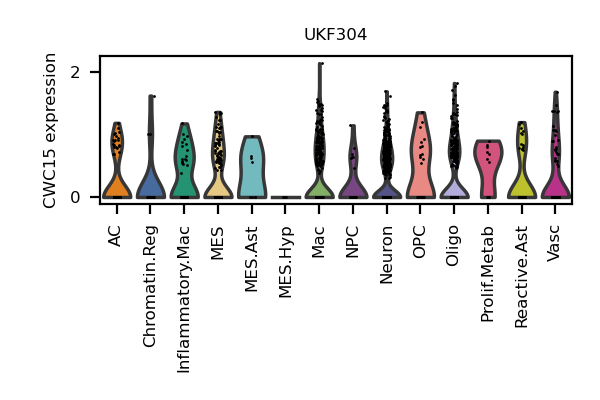 UKF304
CWC15 expression
2
0
AC
Chromatin.Reg
Inflammatory.Mac
MES
MES.Ast
MES.Hyp
Mac
NPC
Neuron
OPC
Oligo
Prolif.Metab
Reactive.Ast
Vasc